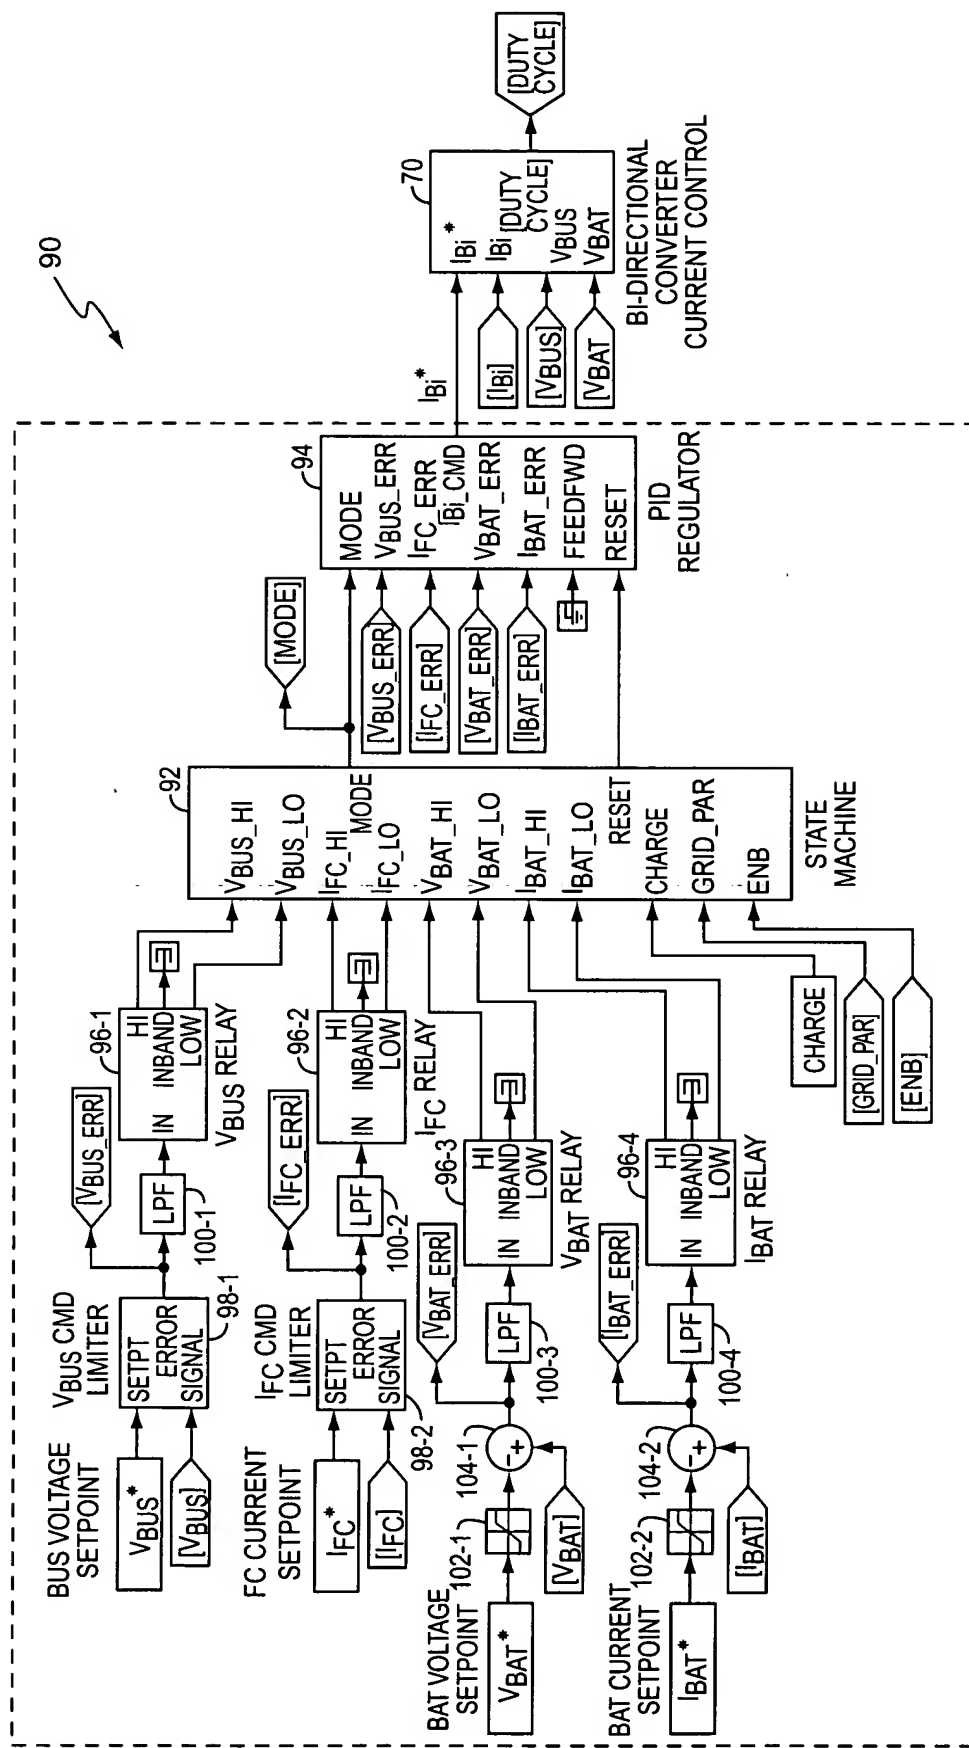 90
BUS VOLTAGE
SETPOINT
VBUS*
[VBUS]
VBUS CMD
LIMITER
SETPT
ERROR
SIGNAL
98-1
[VBUS_ERR]
LPF
100-1
96-1
HI
IN INBAND
LOW
VBUS RELAY
FC CURRENT
SETPOINT
IFC*
[IFC]
IFC CMD
LIMITER
SETPT
ERROR
SIGNAL
98-2
[IFC_ERR]
LPF
100-2
96-2
HI
IN INBAND
LOW
IFC RELAY
BAT VOLTAGE
SETPOINT
VBAT*
102-1
[VBAT]
104-1
- +
[VBAT_ERR]
LPF
100-3
96-3
HI
IN INBAND
LOW
VBAT RELAY
BAT CURRENT
SETPOINT
IBAT*
102-2
[IBAT]
104-2
- +
[IBAT_ERR]
LPF
100-4
96-4
HI
IN INBAND
LOW
IBAT RELAY
CHARGE
[GRID_PAR]
[ENB]
92
VBUS_HI
VBUS_LO
IFC_HI
MODE
IFC_LO
VBAT_HI
VBAT_LO
IBAT_HI
IBAT_LO
RESET
CHARGE
GRID_PAR
ENB
STATE
MACHINE
[MODE]
[VBUS_ERR]
[IFC_ERR]
[VBAT_ERR]
[IBAT_ERR]
94
MODE
VBUS_ERR
IFC_ERR
IBi_CMD
VBAT_ERR
IBAT_ERR
FEEDFWD
RESET
PID
REGULATOR
IBi*
[IBi]
[VBUS]
[VBAT
70
IBi*
IBi
[DUTY
CYCLE]
VBUS
VBAT
BI-DIRECTIONAL
CONVERTER
CURRENT CONTROL
[DUTY
CYCLE]